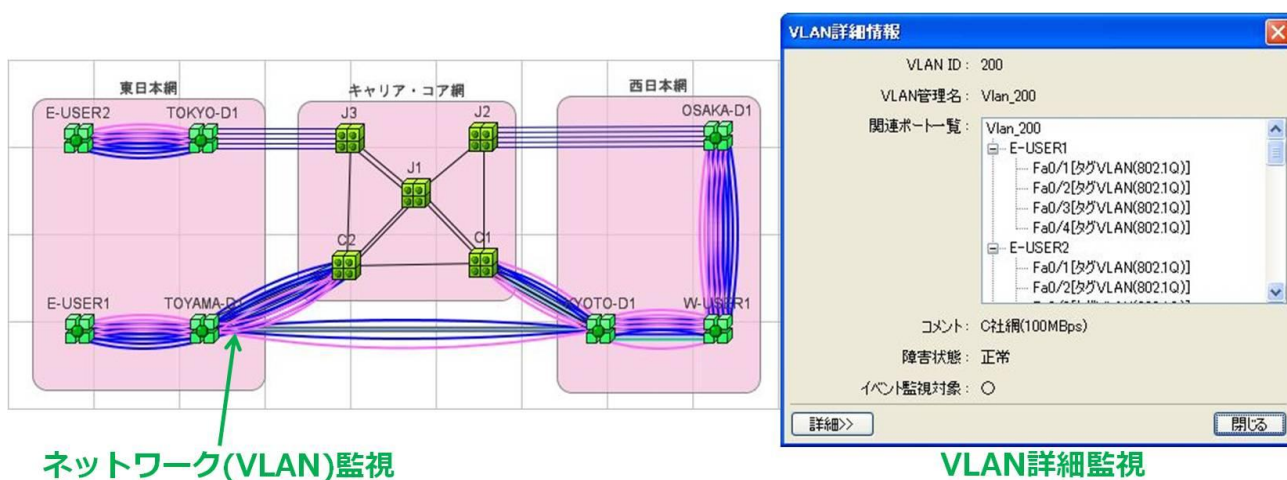 東日本網
キャリア・コア網
西日本網
E-USER2
TOKYO-D1
J3
J2
OSAKA-D1
J1
C2
C1
E-USER1
TOYAMA-D1
KYOTO-D1
W-USER1
ネットワーク(VLAN)監視
VLAN詳細情報
VLAN ID : 200
VLAN管理名 : Vlan_200
関連ポート一覧 :
Vlan_200
E-USER1
Fa0/1[タグVLAN(802.1Q)]
Fa0/2[タグVLAN(802.1Q)]
Fa0/3[タグVLAN(802.1Q)]
Fa0/4[タグVLAN(802.1Q)]
E-USER2
Fa0/1[タグVLAN(802.1Q)]
Fa0/2[タグVLAN(802.1Q)]
コメント : C社網(100MBps)
障害状態 : 正常
イベント監視対象 : ○
詳細>>
閉じる
VLAN詳細監視